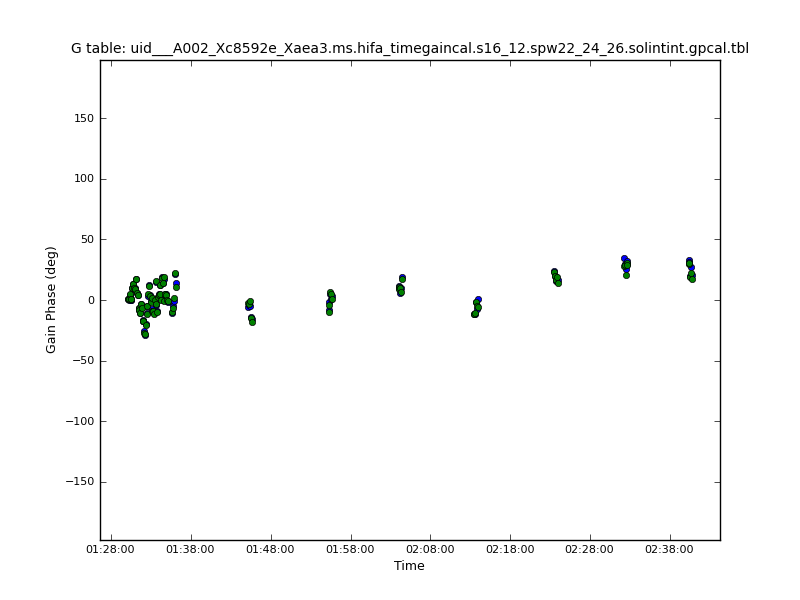 G table: uid___A002_Xc8592e_Xaea3.ms.hifa_timegaincal.s16_12.spw22_24_26.solintint.gpcal.tbl
Gain Phase (deg)
150
100
50
0
−50
−100
−150
01:28:00 01:38:00 01:48:00 01:58:00 02:08:00 02:18:00 02:28:00 02:38:00
Time